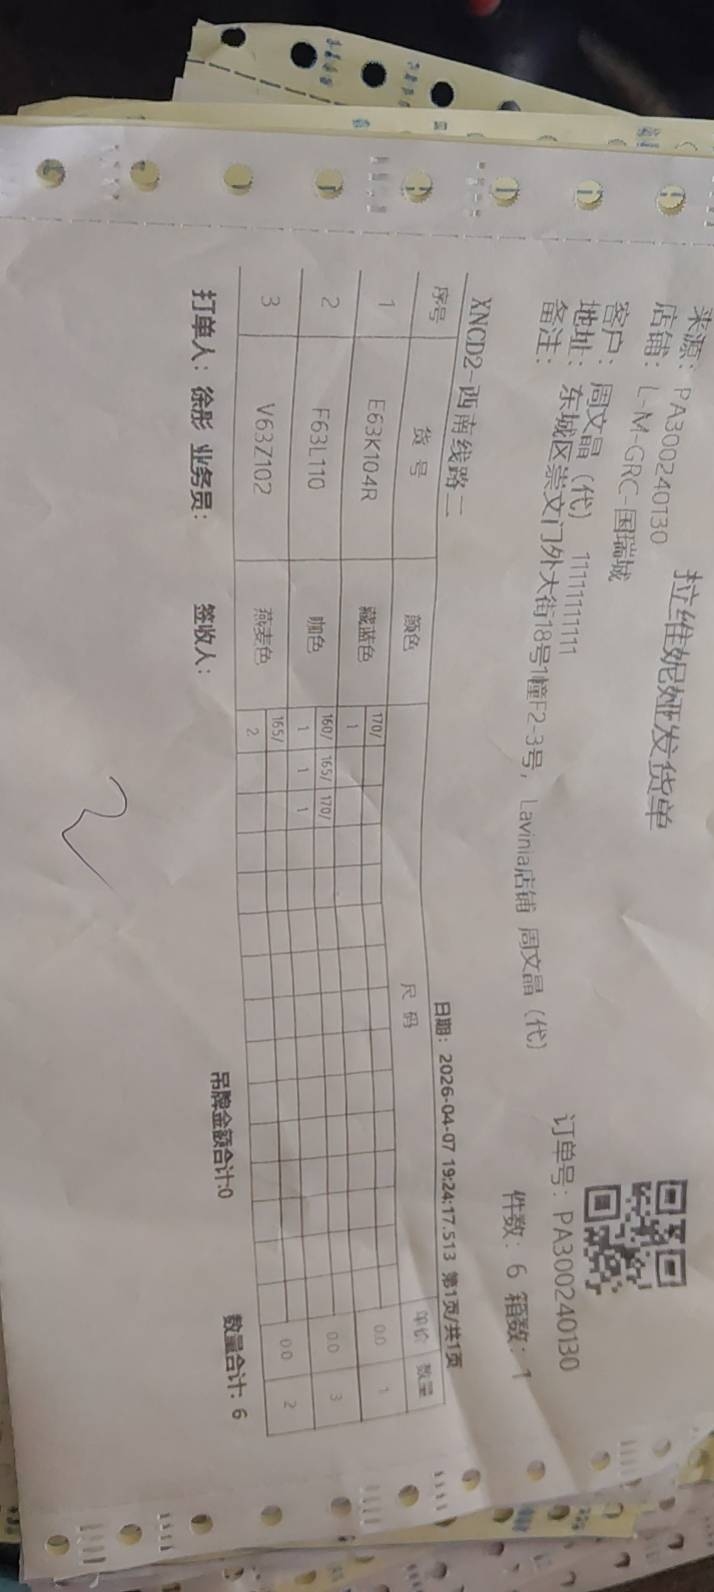 拉维妮娅发货单
来源：PA300240130
店铺：L-M-GRC-国瑞城
客户：周文晶（代） 11111111111
订单号：PA300240130
地址：东城区崇文门外大街18号1幢F2-3号，Lavinia店铺 周文晶（代）
备注：
件数：6 箱数：1
XNCD2-西南线路二
日期：2026-04-07 19:24:17.513 第1页/共1页
序号 货号 颜色 尺码 单价 数量
1 E63K104R 藏蓝色 170/ 0.0 1
1
2 F63L110 咖色 160/ 165/ 170/ 0.0 3
1 1 1
3 V63Z102 燕麦色 165/ 0.0 2
2
打单人：徐彤 业务员： 签收人： 吊牌金额合计:0 数量合计：6